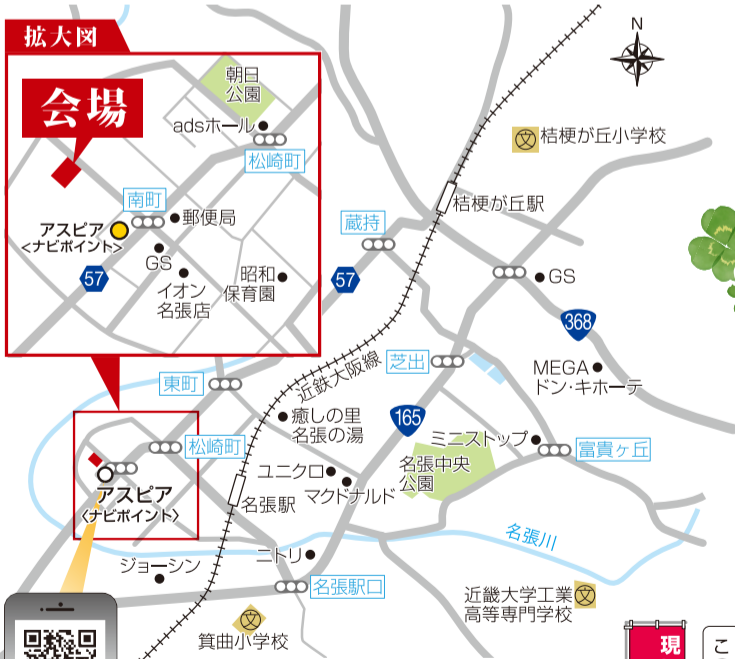 拡大図
会場
朝日
公園
adsホール
松崎町
南町
郵便局
アスピア
<ナビポイント>
GS
57
イオン
名張店
昭和
保育園
N
桔梗が丘小学校
文
桔梗が丘駅
蔵持
57
GS
368
近鉄大阪線
芝出
MEGA
ドン・キホーテ
東町
165
癒しの里
名張の湯
ミニストップ
富貴ヶ丘
松崎町
ユニクロ
マクドナルド
名張中央
公園
アスピア
〈ナビポイント〉
名張駅
名張川
ニトリ
ジョーシン
名張駅口
近畿大学工業
高等専門学校
文
文
箕曲小学校
現
こ